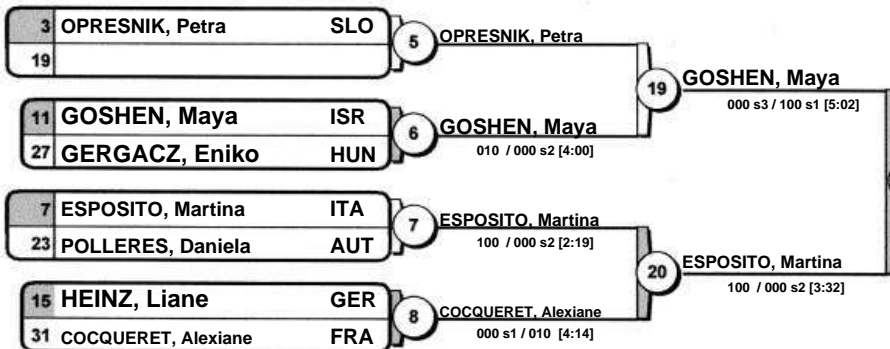 3 OPRESNIK, Petra SLO
19
5
OPRESNIK, Petra
11 GOSHEN, Maya ISR
27 GERGACZ, Eniko HUN
6
GOSHEN, Maya
010 / 000 s2 [4:00]
19
GOSHEN, Maya
000 s3 / 100 s1 [5:02]
7 ESPOSITO, Martina ITA
23 POLLERES, Daniela AUT
7
ESPOSITO, Martina
100 / 000 s2 [2:19]
15 HEINZ, Liane GER
31 COCQUERET, Alexiane FRA
8
COCQUERET, Alexiane
000 s1 / 010 [4:14]
20
ESPOSITO, Martina
100 / 000 s2 [3:32]